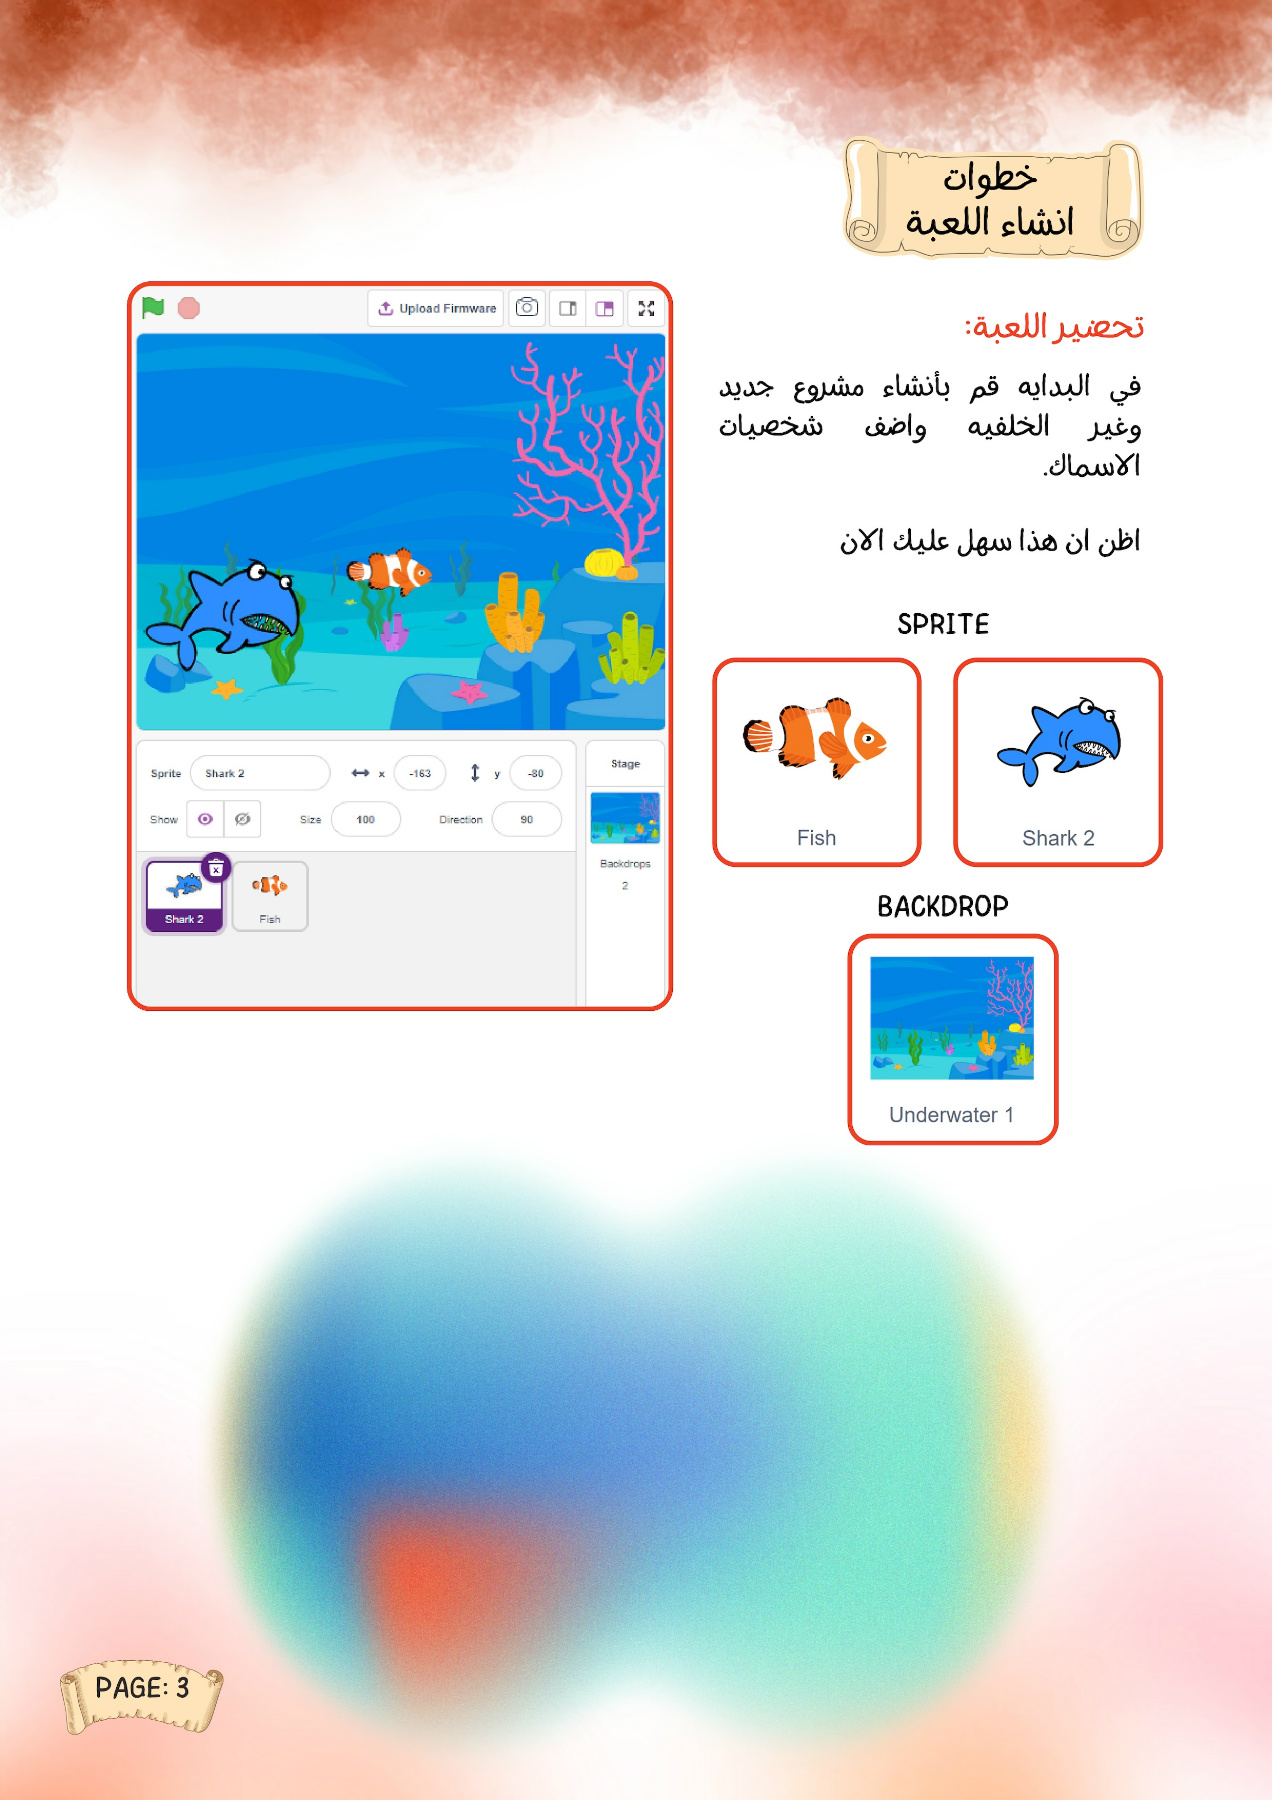 خطوات
انشاء اللعبة
تحضير اللعبة:
في البدايه قم بأنشاء مشروع جديد
وغير الخلفيه واضف شخصيات
الاسماك.
اظن ان هذا سهل عليك الان
Upload Firmware
Sprite Shark 2 x -163 y -80
Show Size 100 Direction 90
Shark 2
Fish
Stage
Backdrops
2
SPRITE
Fish
Shark 2
BACKDROP
Underwater 1
PAGE: 3